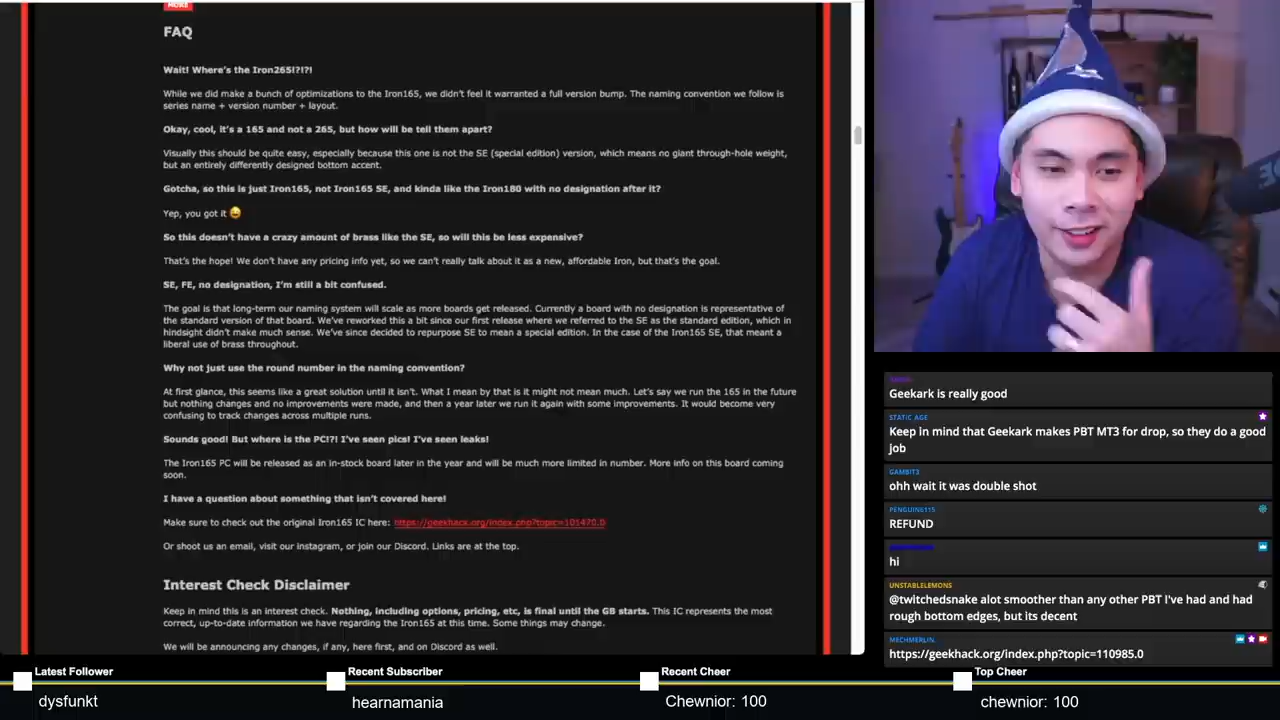 MORE
FAQ
Wait! Where's the Iron265!?!?!
While we did make a bunch of optimizations to the Iron165, we didn't feel it warranted a full version bump. The naming convention we follow is
series name + version number + layout.
Okay, cool, it's a 165 and not a 265, but how will be tell them apart?
Visually this should be quite easy, especially because this one is not the SE (special edition) version, which means no giant through-hole weight,
but an entirely differently designed bottom accent.
Gotcha, so this is just Iron165, not Iron165 SE, and kinda like the Iron180 with no designation after it?
Yep, you got it 😜
So this doesn't have a crazy amount of brass like the SE, so will this be less expensive?
That's the hope! We don't have any pricing info yet, so we can't really talk about it as a new, affordable Iron, but that's the goal.
SE, FE, no designation, I'm still a bit confused.
The goal is that long-term our naming system will scale as more boards get released. Currently a board with no designation is representative of
the standard version of that board. We've reworked this a bit since our first release where we referred to the SE as the standard edition, which in
hindsight didn't make much sense. We've since decided to repurpose SE to mean a special edition. In the case of the Iron165 SE, that meant a
liberal use of brass throughout.
Why not just use the round number in the naming convention?
At first glance, this seems like a great solution until it isn't. What I mean by that is it might not mean much. Let's say we run the 165 in the future
but nothing changes and no improvements were made, and then a year later we run it again with some improvements. It would become very
confusing to track changes across multiple runs.
Sounds good! But where is the PC!?! I've seen pics! I've seen leaks!
The Iron165 PC will be released as an in-stock board later in the year and will be much more limited in number. More info on this board coming
soon.
I have a question about something that isn't covered here!
Make sure to check out the original Iron165 IC here: https://geekhack.org/index.php?topic=101470.0
Or shoot us an email, visit our instagram, or join our Discord. Links are at the top.
Interest Check Disclaimer
Keep in mind this is an interest check. Nothing, including options, pricing, etc, is final until the GB starts. This IC represents the most
correct, up-to-date information we have regarding the Iron165 at this time. Some things may change.
We will be announcing any changes, if any, here first, and on Discord as well.
Geekark is really good
STATIC AGE
Keep in mind that Geekark makes PBT MT3 for drop, so they do a good
job
GAMBIT3
ohh wait it was double shot
PENGUING115
REFUND
hi
UNSTABLELEMONS
@twitchedsnake alot smoother than any other PBT I've had and had
rough bottom edges, but its decent
MECHMERLIN.
https://geekhack.org/index.php?topic=110985.0
Latest Follower
dysfunkt
Recent Subscriber
hearnamania
Recent Cheer
Chewnior: 100
Top Cheer
chewnior: 100